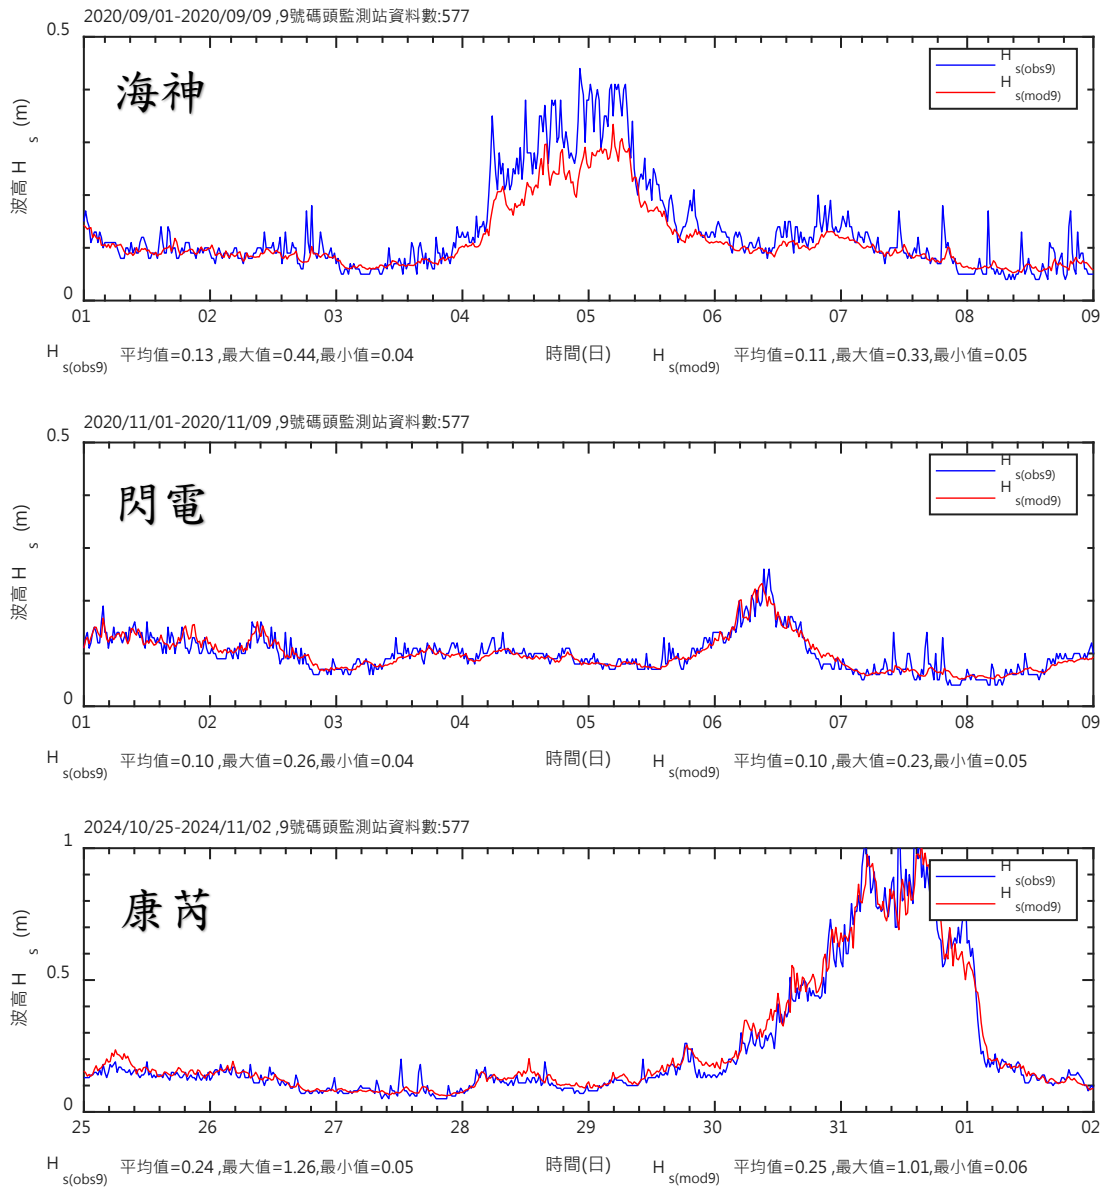 2020/09/01-2020/09/09 ,9號碼頭監測站資料數:577
0.5
海神
H s(obs9)
H s(mod9)
波高 H s (m)
0
01 02 03 04 05 06 07 08 09
H s(obs9) 平均值=0.13 ,最大值=0.44,最小值=0.04 時間(日) H s(mod9) 平均值=0.11 ,最大值=0.33,最小值=0.05
2020/11/01-2020/11/09 ,9號碼頭監測站資料數:577
0.5
閃電
H s(obs9)
H s(mod9)
波高 H s (m)
0
01 02 03 04 05 06 07 08 09
H s(obs9) 平均值=0.10 ,最大值=0.26,最小值=0.04 時間(日) H s(mod9) 平均值=0.10 ,最大值=0.23,最小值=0.05
2024/10/25-2024/11/02 ,9號碼頭監測站資料數:577
1
康芮
H s(obs9)
H s(mod9)
波高 H s (m)
0.5
0
25 26 27 28 29 30 31 01 02
H s(obs9) 平均值=0.24 ,最大值=1.26,最小值=0.05 時間(日) H s(mod9) 平均值=0.25 ,最大值=1.01,最小值=0.06